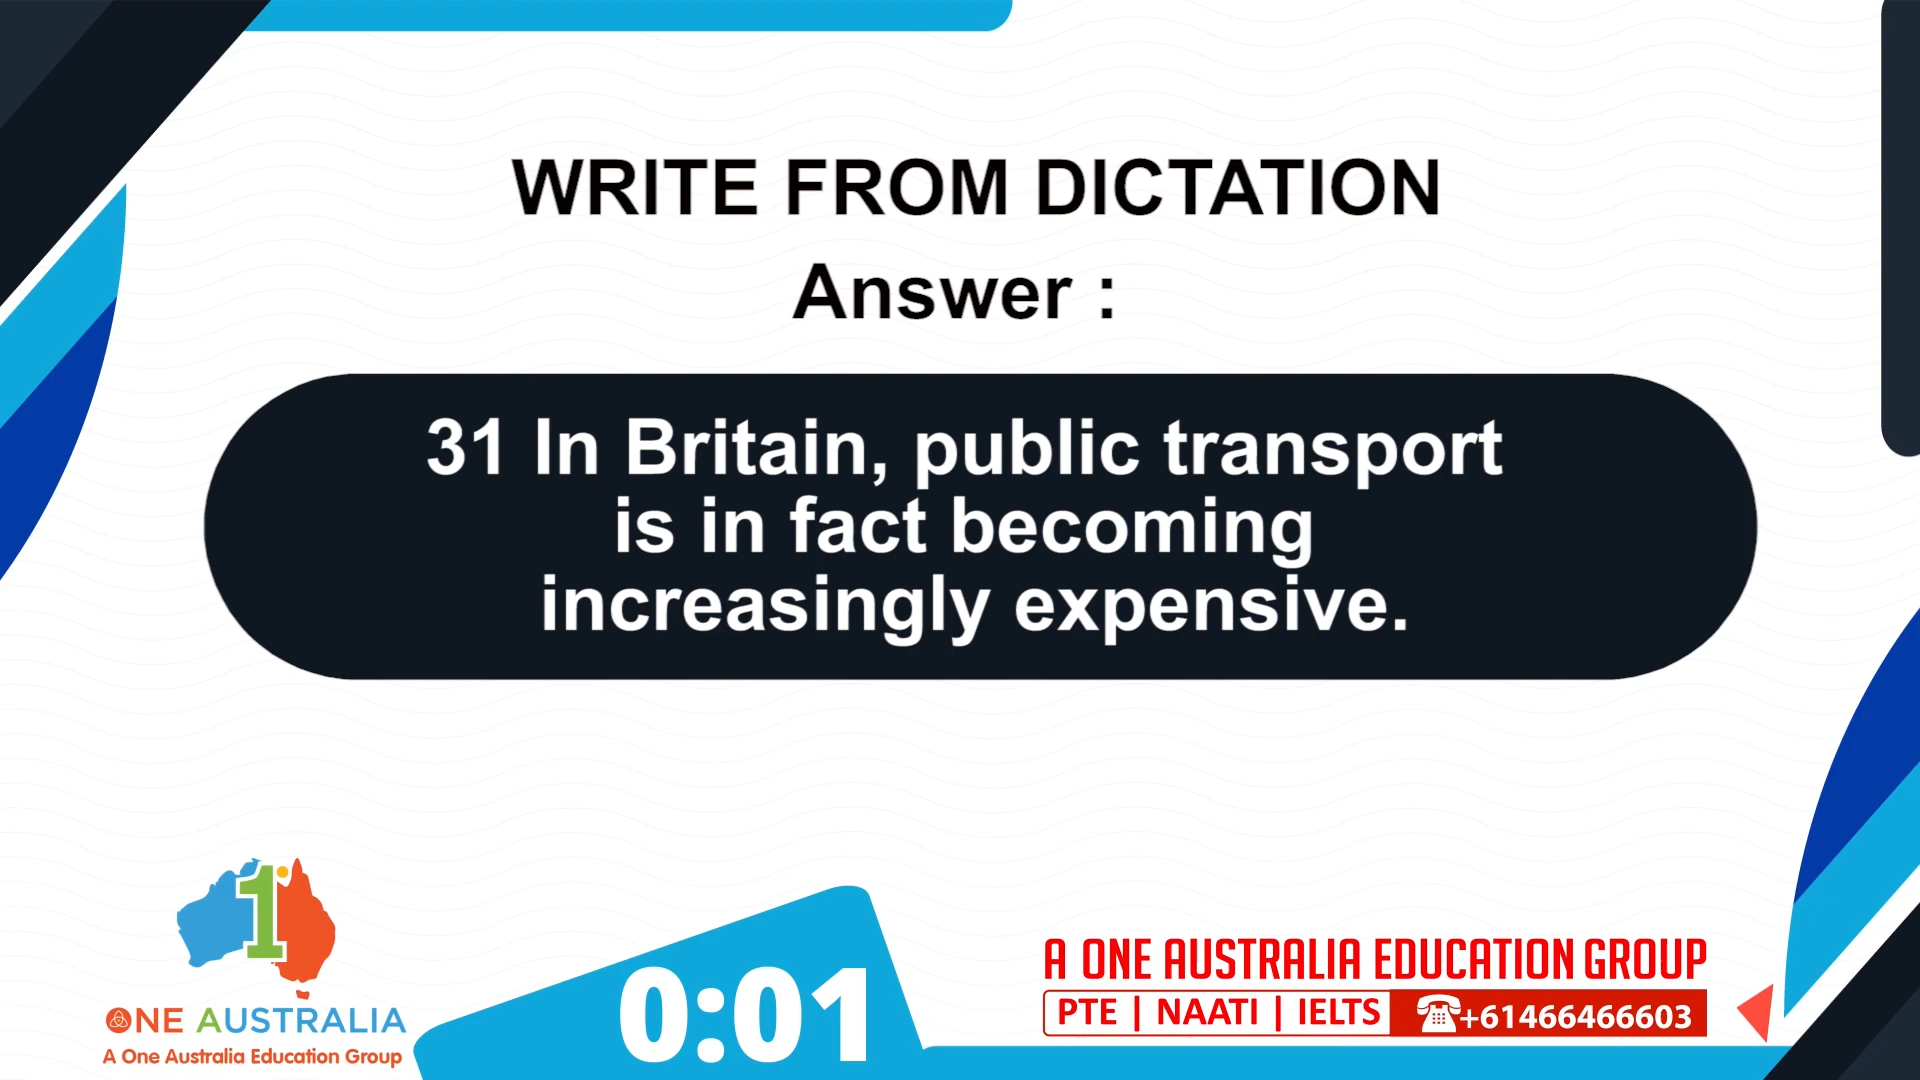 WRITE FROM DICTATION
Answer :
31 In Britain, public transport
is in fact becoming
increasingly expensive.
1
ONE AUSTRALIA
A One Australia Education Group
0:01
A ONE AUSTRALIA EDUCATION GROUP
PTE | NAATI | IELTS +61466466603